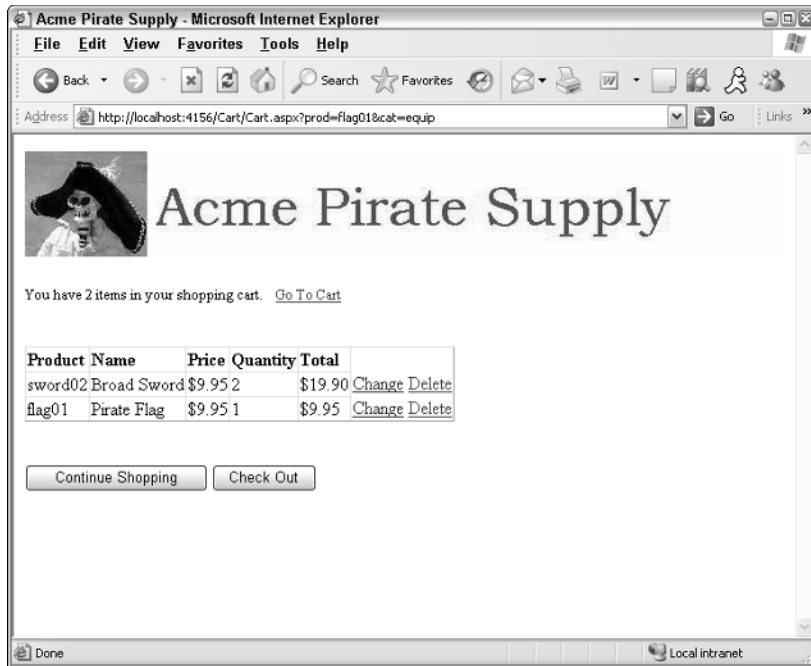 Acme Pirate Supply - Microsoft Internet Explorer
File Edit View Favorites Tools Help
Back Search Favorites
Address http://localhost:4156/Cart/Cart.aspx?prod=flag01&cat=equip Go Links »
Acme Pirate Supply
You have 2 items in your shopping cart. Go To Cart
Product Name Price Quantity Total
sword02 Broad Sword $9.95 2 $19.90 Change Delete
flag01 Pirate Flag $9.95 1 $9.95 Change Delete
Continue Shopping Check Out
Done Local intranet